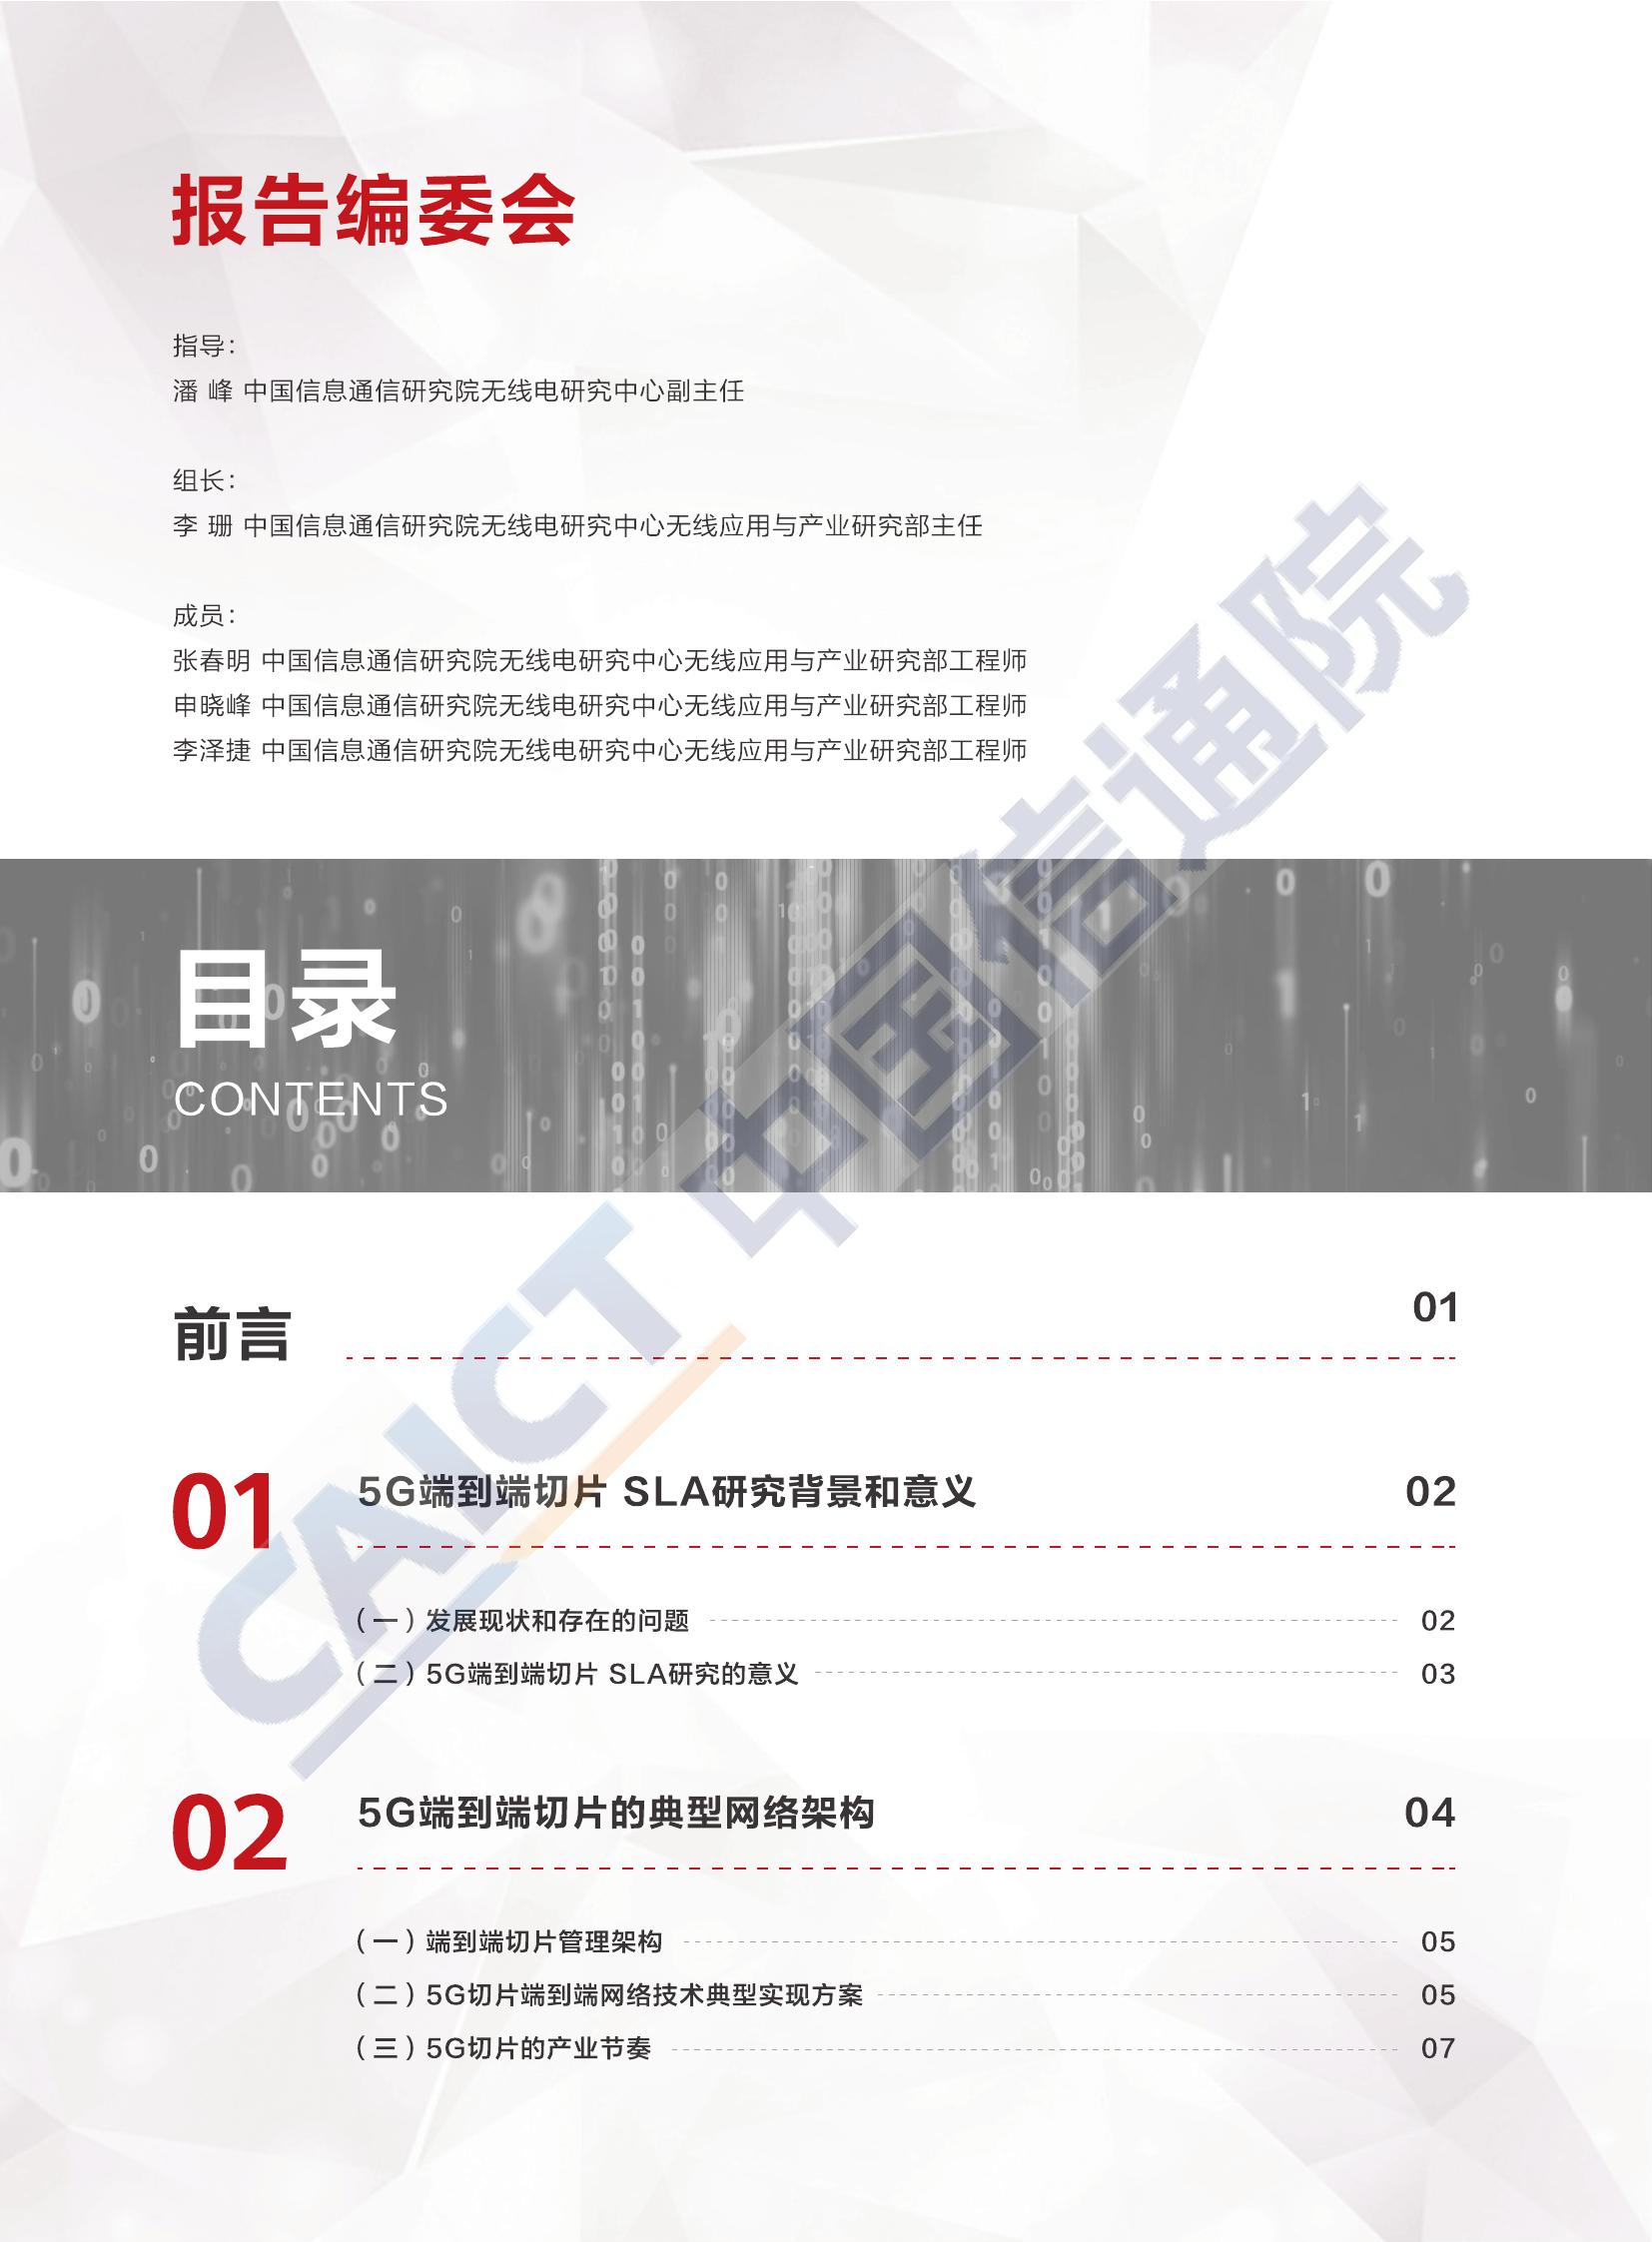 报告编委会
指导：
潘 峰 中国信息通信研究院无线电研究中心副主任
组长：
李 珊 中国信息通信研究院无线电研究中心无线应用与产业研究部主任
成员：
张春明 中国信息通信研究院无线电研究中心无线应用与产业研究部工程师
申晓峰 中国信息通信研究院无线电研究中心无线应用与产业研究部工程师
李泽捷 中国信息通信研究院无线电研究中心无线应用与产业研究部工程师
目录
CONTENTS
CAICT 中国信通院
前言 01
01 5G端到端切片 SLA研究背景和意义 02
（一）发展现状和存在的问题 02
（二）5G端到端切片 SLA研究的意义 03
02 5G端到端切片的典型网络架构 04
（一）端到端切片管理架构 05
（二）5G切片端到端网络技术典型实现方案 05
（三）5G切片的产业节奏 07